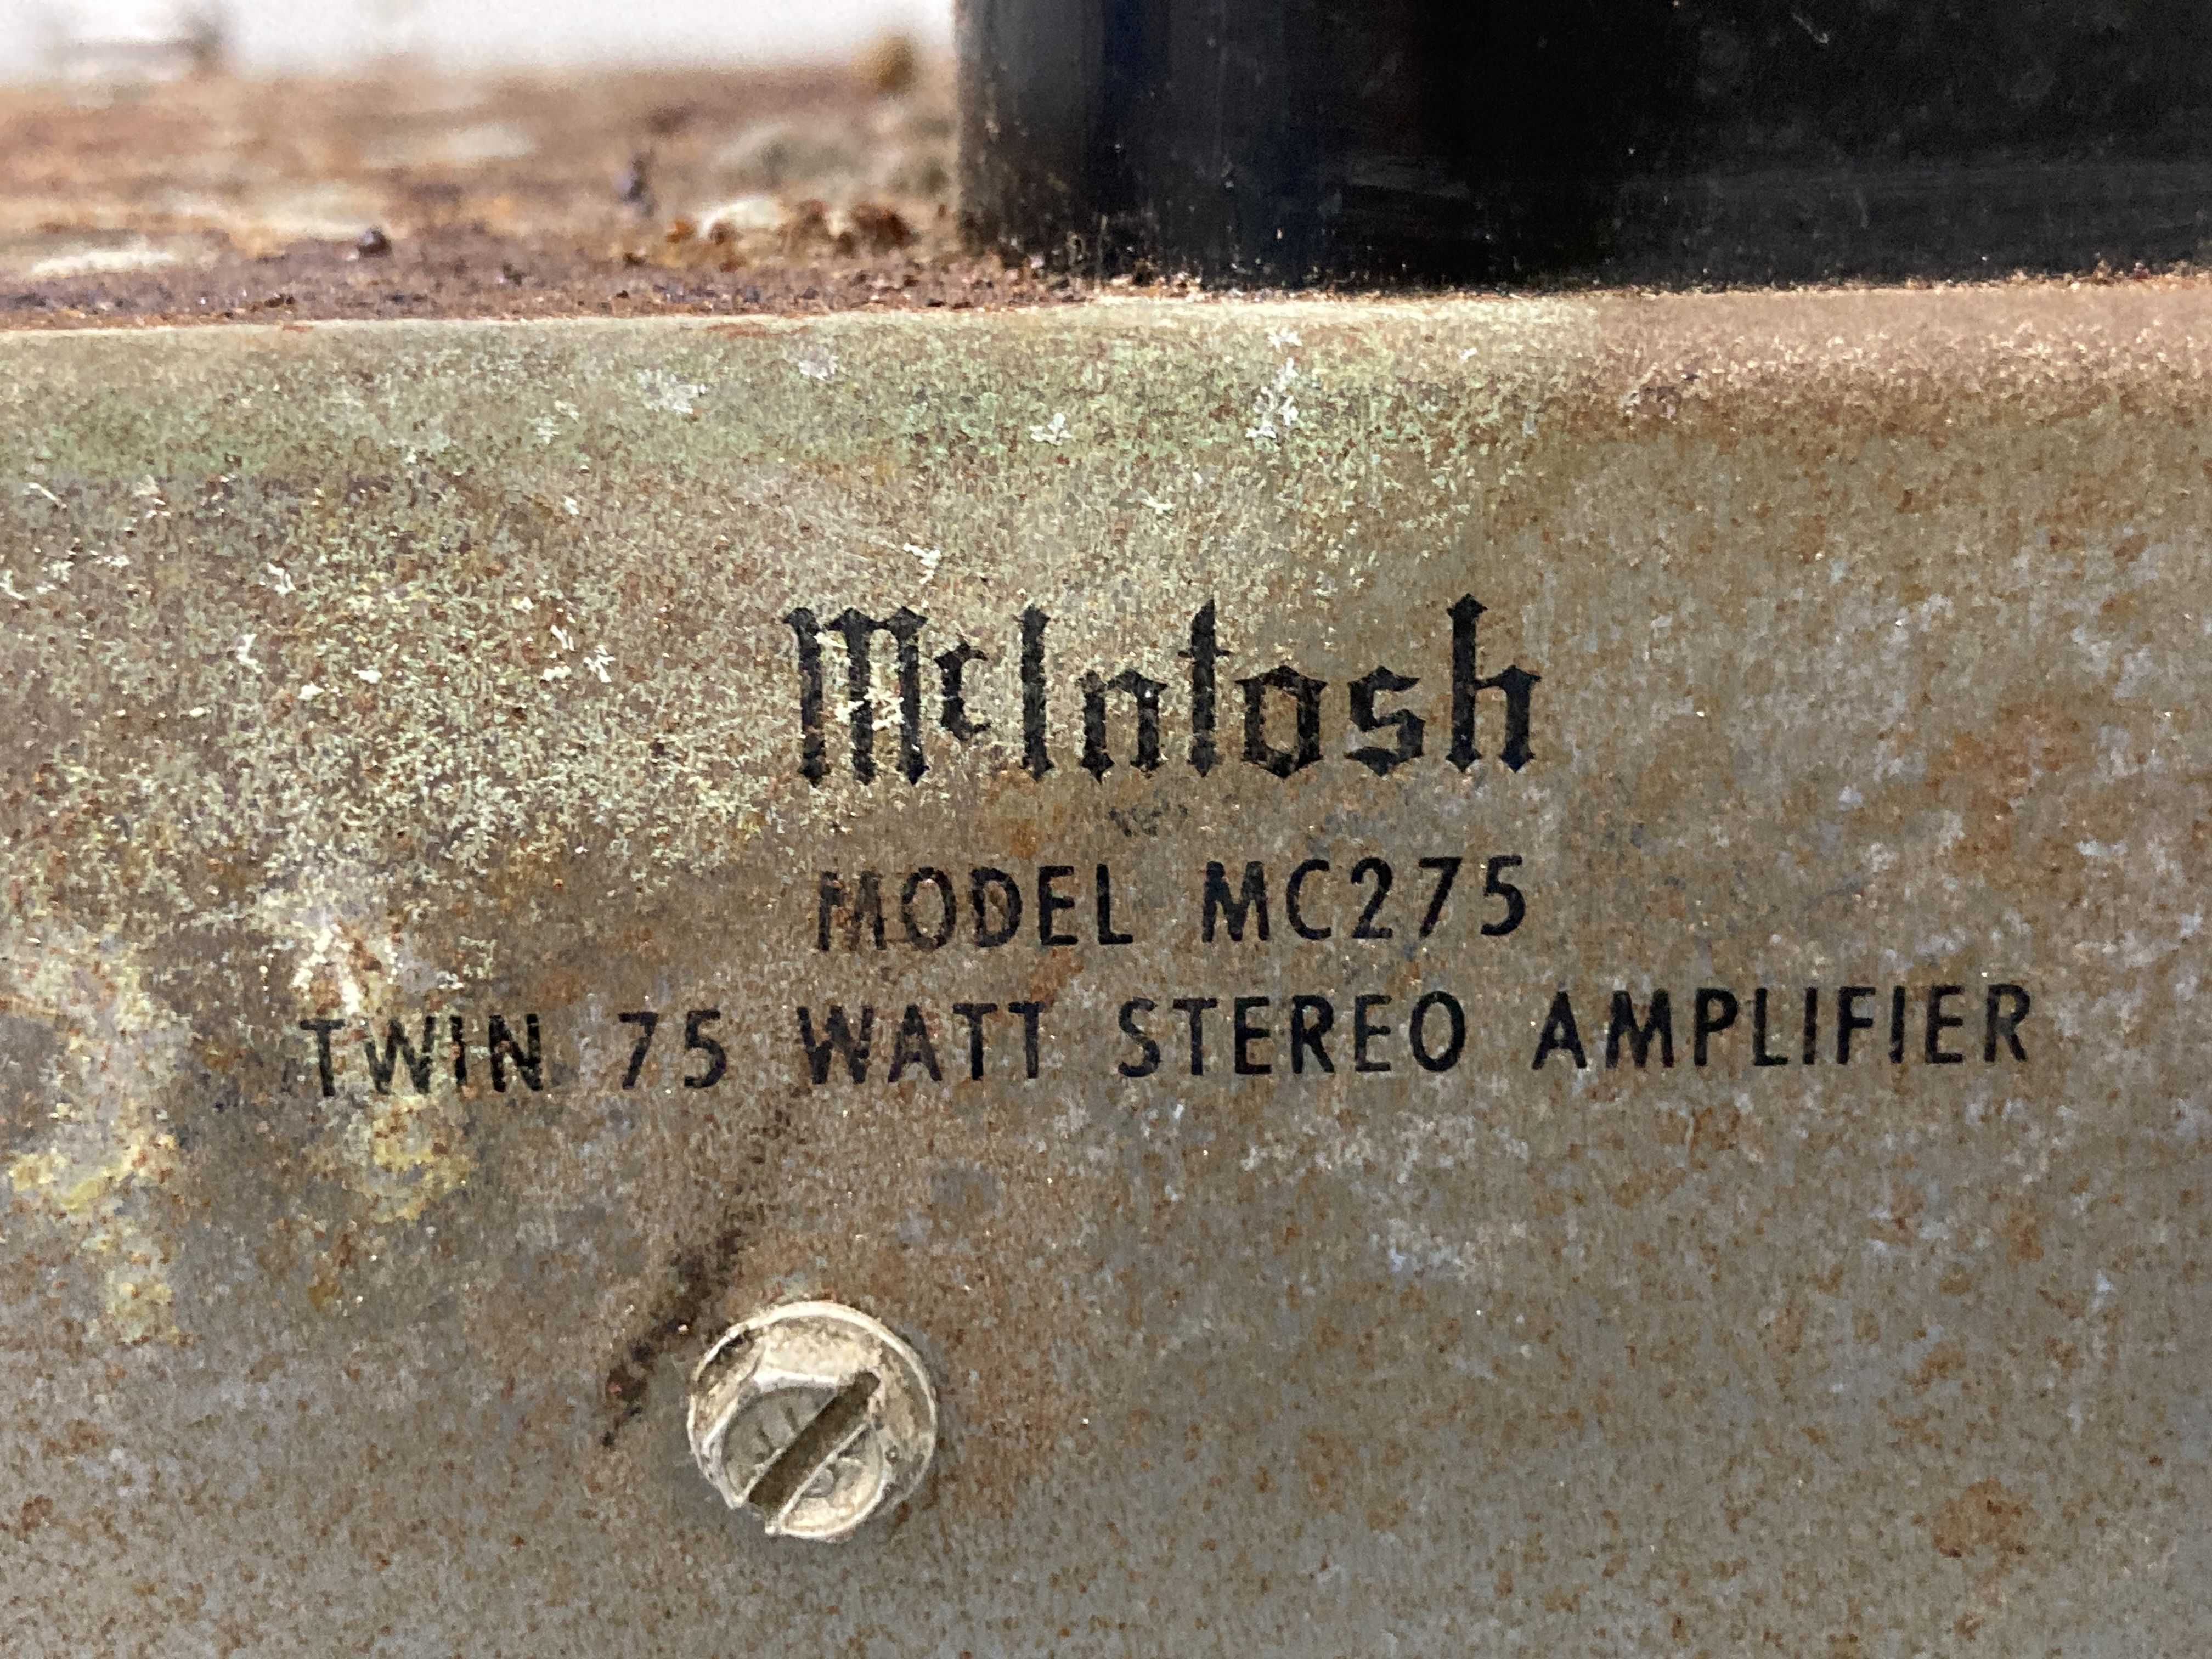 McIntosh
MODEL MC275
TWIN 75 WATT STEREO AMPLIFIER